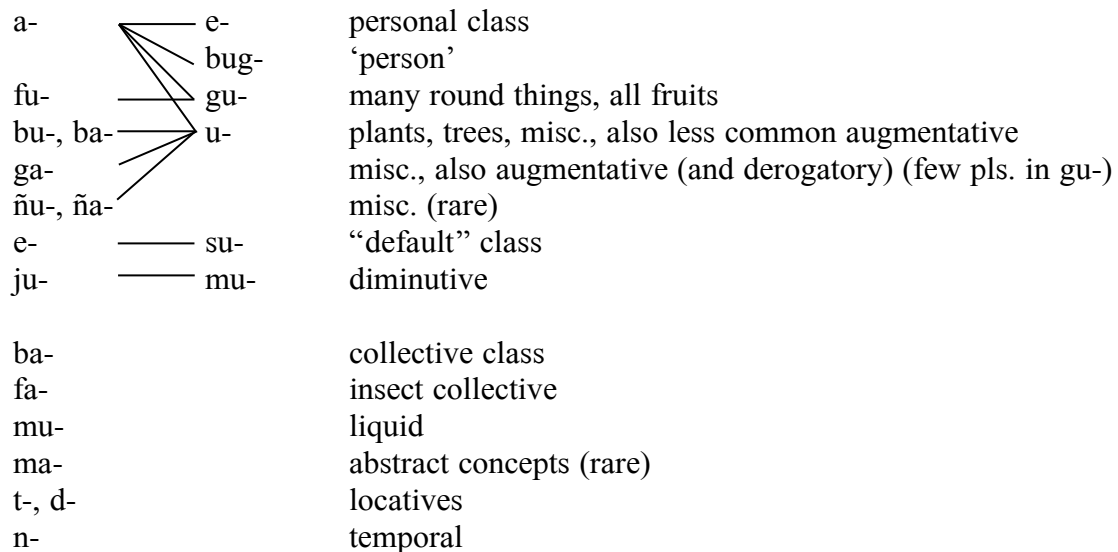 a- e- personal class
bug- ‘person’
fu- gu- many round things, all fruits
bu-, ba- u- plants, trees, misc., also less common augmentative
ga- misc., also augmentative (and derogatory) (few pls. in gu-)
ñu-, ña- misc. (rare)
e- su- “default” class
ju- mu- diminutive
ba- collective class
fa- insect collective
mu- liquid
ma- abstract concepts (rare)
t-, d- locatives
n- temporal